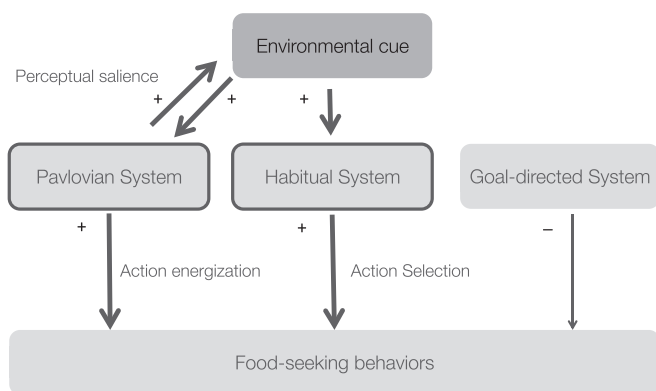 Environmental cue
Perceptual salience
+
+
+
Pavlovian System
Habitual System
Goal-directed System
+
+
–
Action energization
Action Selection
Food-seeking behaviors